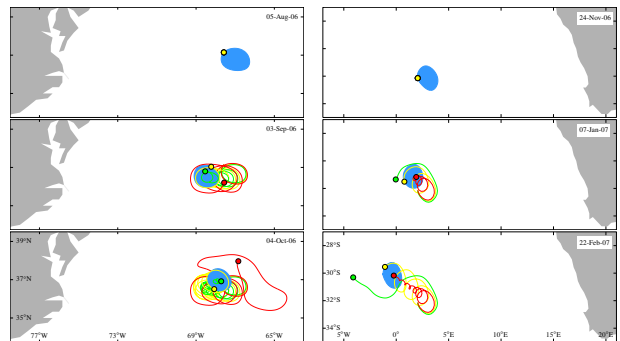 05-Aug-06
24-Nov-06
03-Sep-06
07-Jan-07
39°N
37°N
35°N
04-Oct-06
28°S
30°S
32°S
34°S
22-Feb-07
77°W 73°W 69°W 65°W
5°W 0° 5°E 10°E 15°E 20°E